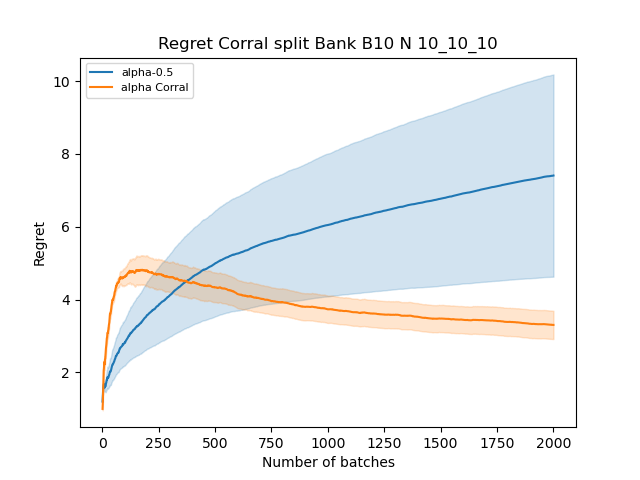 Regret Corral split Bank B10 N 10_10_10
alpha-0.5
alpha Corral
Regret
10
8
6
4
2
0 250 500 750 1000 1250 1500 1750 2000
Number of batches